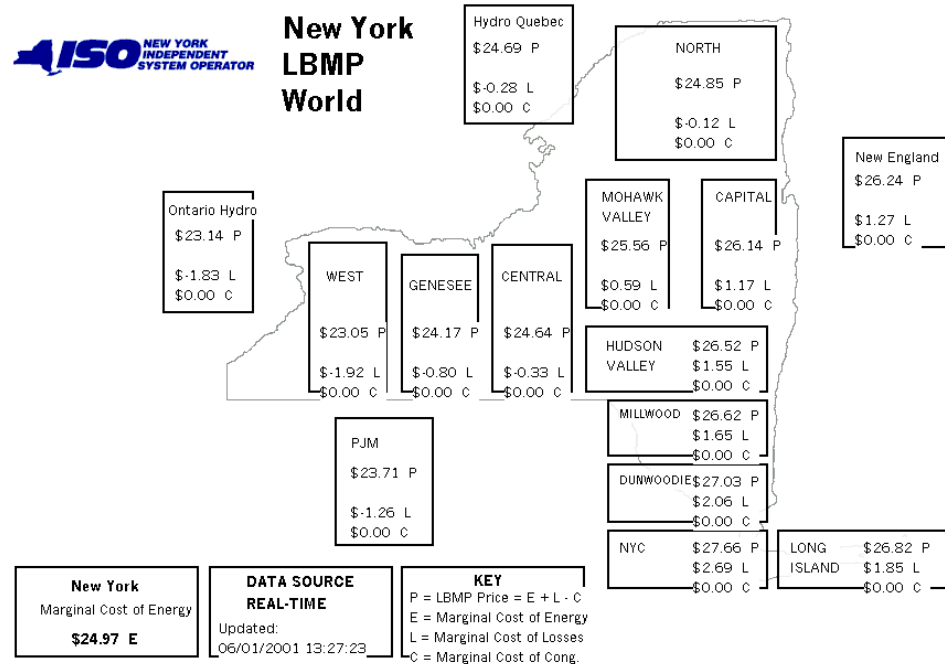 ISO NEW YORK
INDEPENDENT
SYSTEM OPERATOR
New York
LBMP
World
Hydro Quebec
$24.69 P
$-0.28 L
$0.00 C
NORTH
$24.85 P
$-0.12 L
$0.00 C
New England
$26.24 P
$1.27 L
$0.00 C
Ontario Hydro
$23.14 P
$-1.83 L
$0.00 C
MOHAWK
VALLEY
$25.56 P
$0.59 L
$0.00 C
CAPITAL
$26.14 P
$1.17 L
$0.00 C
WEST
$23.05 P
$-1.92 L
$0.00 C
GENESEE
$24.17 P
$-0.80 L
$0.00 C
CENTRAL
$24.64 P
$-0.33 L
$0.00 C
HUDSON
VALLEY
$26.52 P
$1.55 L
$0.00 C
MILLWOOD
$26.62 P
$1.65 L
$0.00 C
PJM
$23.71 P
$-1.26 L
$0.00 C
DUNWOODIE
$27.03 P
$2.06 L
$0.00 C
NYC
$27.66 P
$2.69 L
$0.00 C
LONG
ISLAND
$26.82 P
$1.85 L
$0.00 C
New York
Marginal Cost of Energy
$24.97 E
DATA SOURCE
REAL-TIME
Updated:
06/01/2001 13:27:23
KEY
P = LBMP Price = E + L - C
E = Marginal Cost of Energy
L = Marginal Cost of Losses
C = Marginal Cost of Cong.